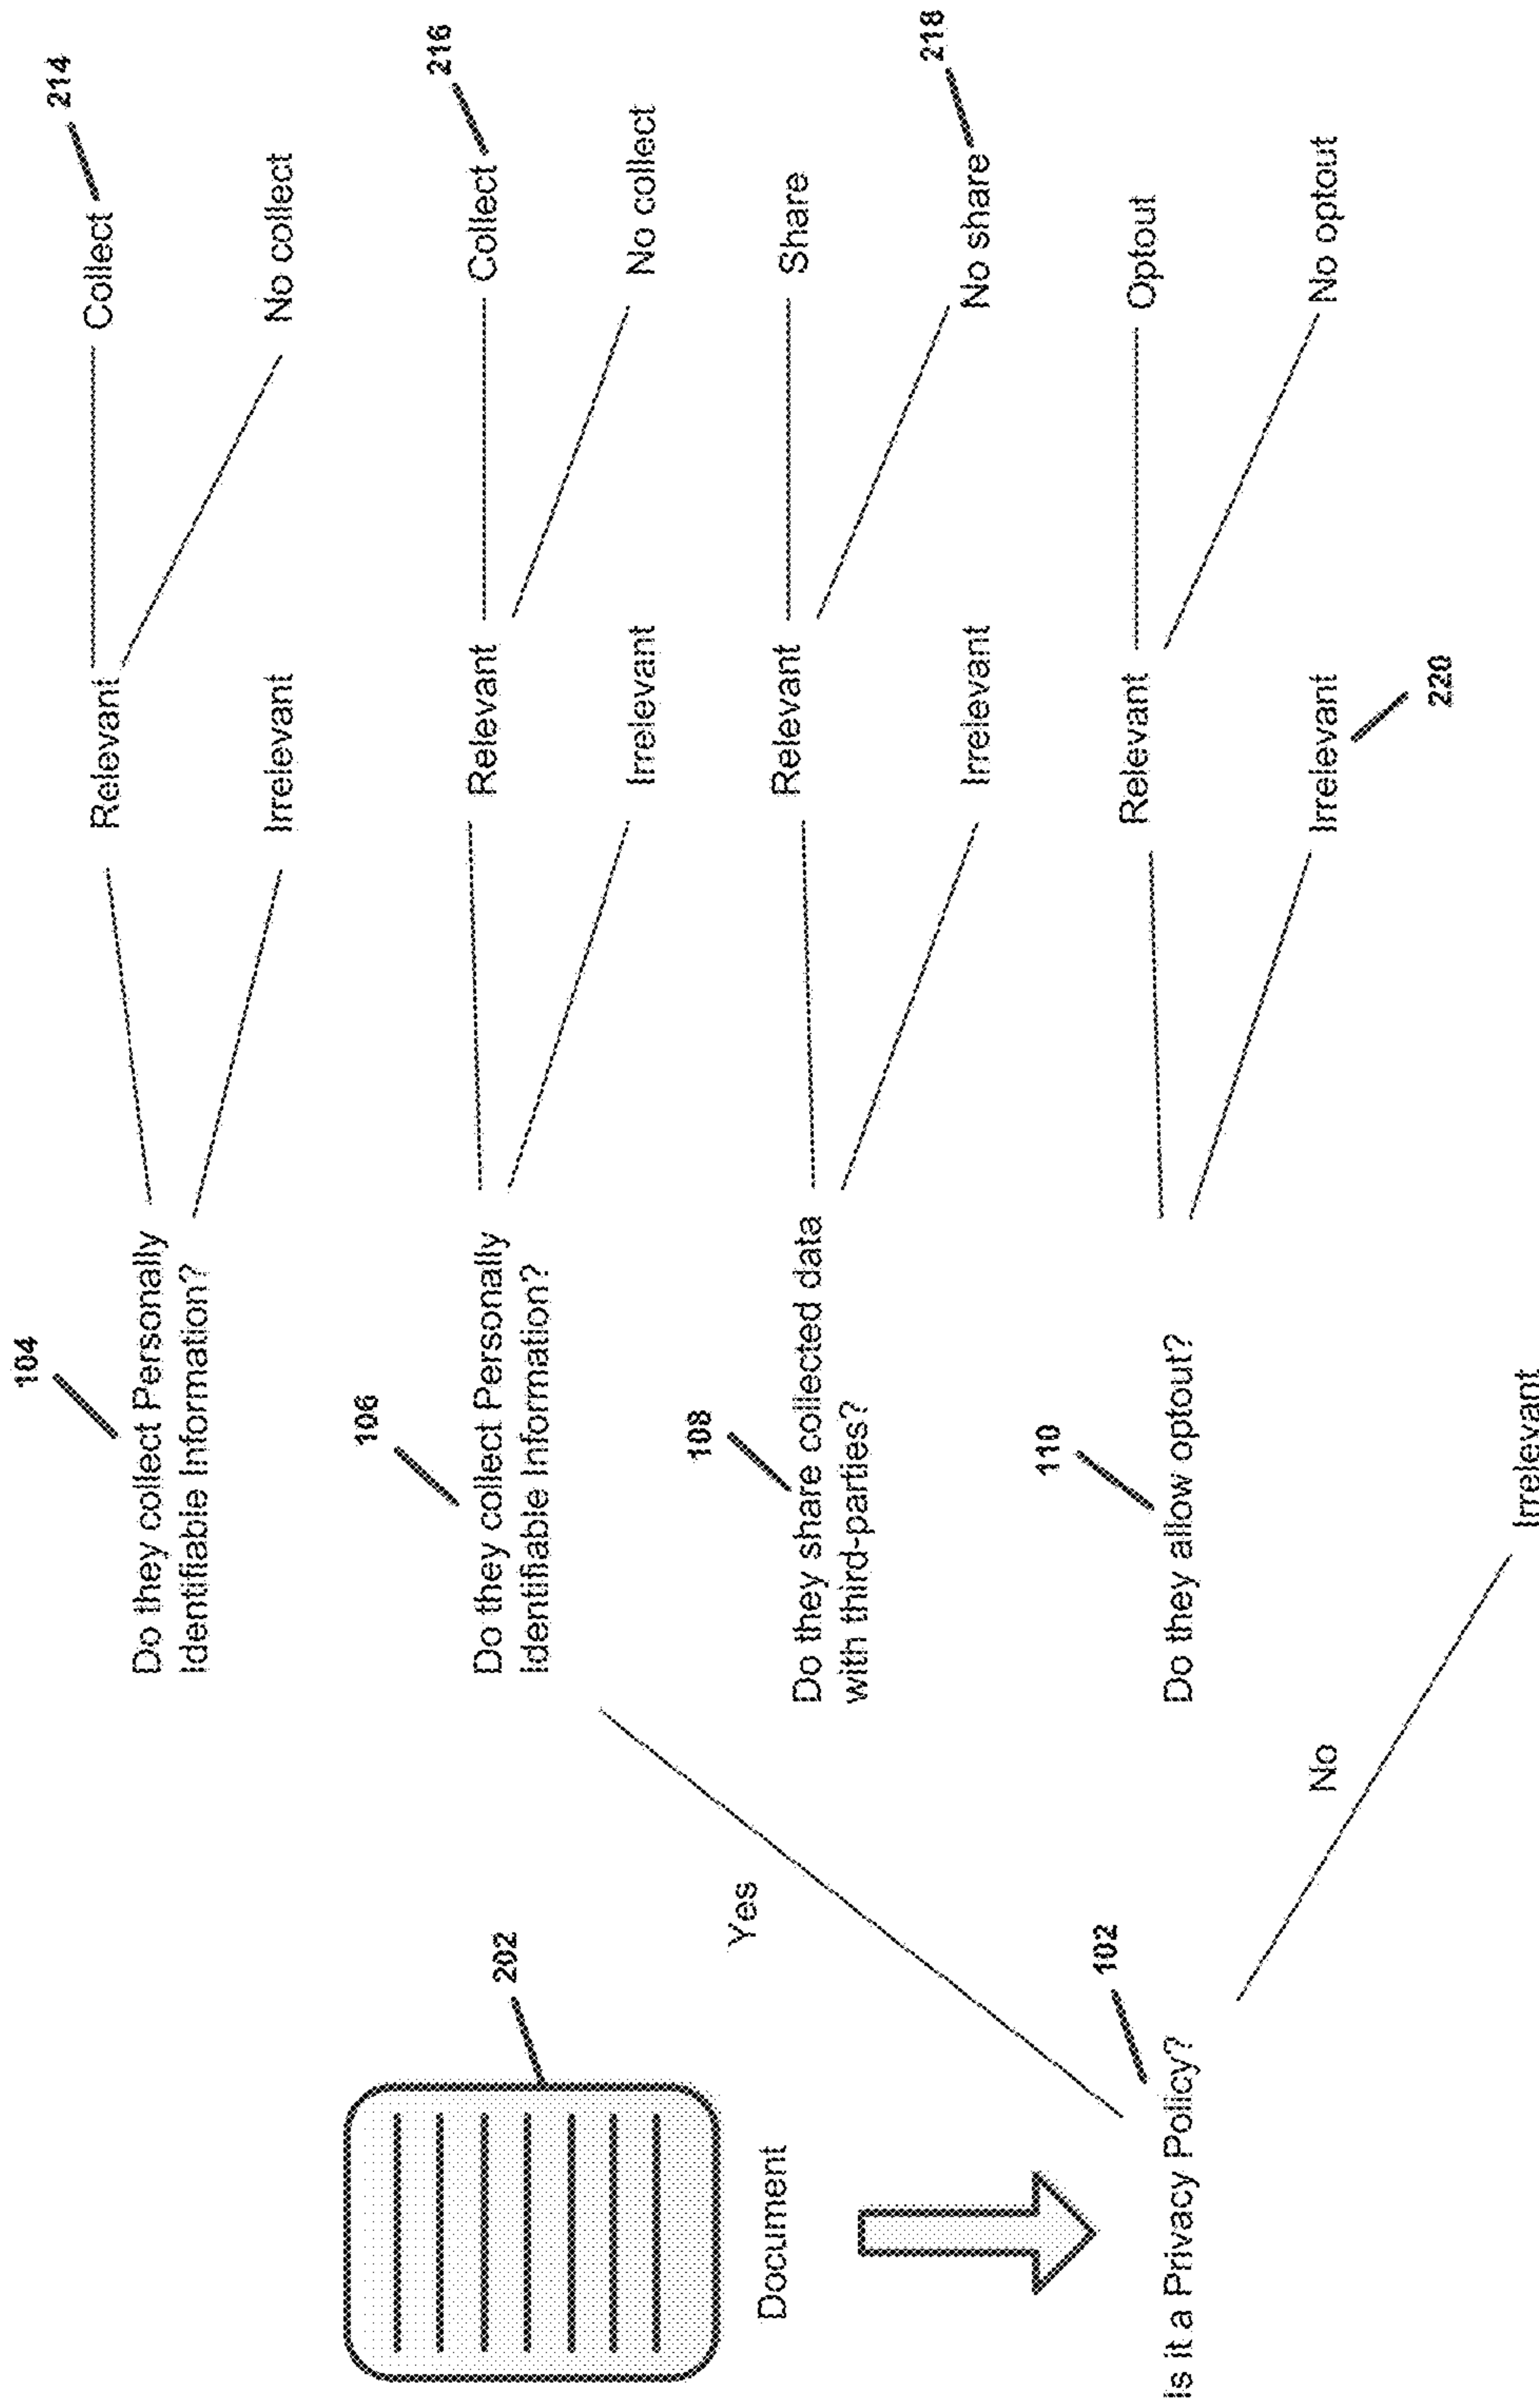 202
Document
Is it a Privacy Policy?
102
Yes
No
Irrelevant
104
Do they collect Personally
Identifiable Information?
Relevant
Irrelevant
Collect
214
No collect
106
Do they collect Personally
Identifiable Information?
Relevant
Irrelevant
Collect
216
No collect
108
Do they share collected data
with third-parties?
Relevant
Irrelevant
Share
No share
218
110
Do they allow optout?
Relevant
Irrelevant
220
Optout
No optout